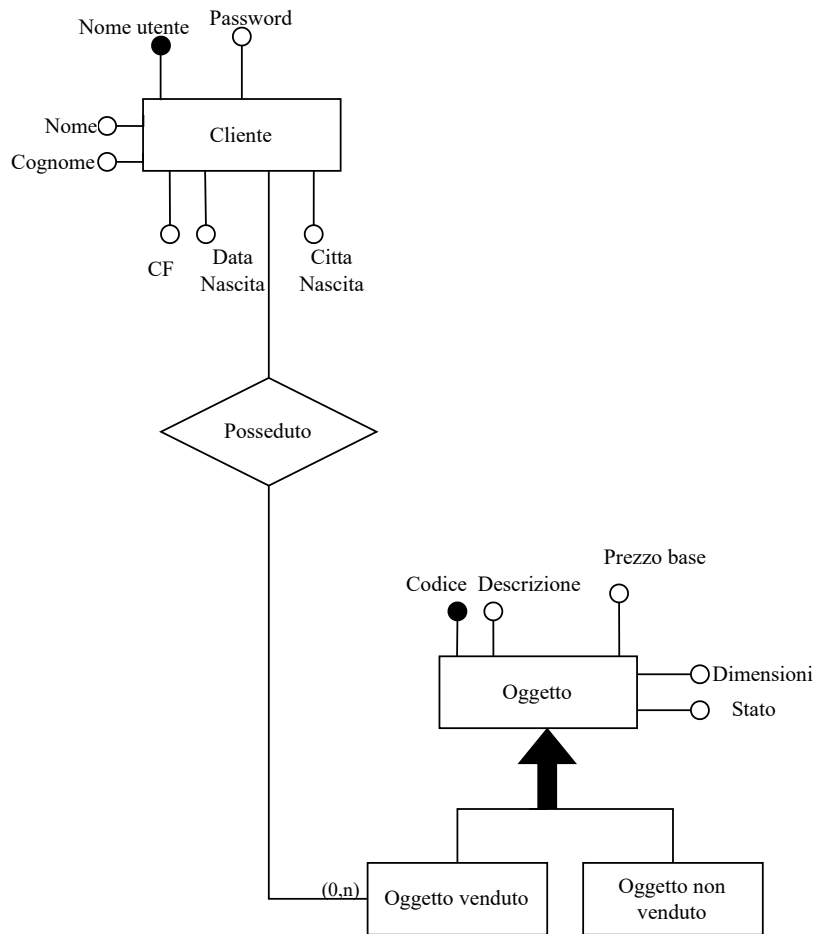 Password
Nome utente
Nome
Cliente
Cognome
CF
Data
Nascita
Citta
Nascita
Posseduto
Prezzo base
Codice
Descrizione
Oggetto
Dimensioni
Stato
(0,n)
Oggetto venduto
Oggetto non
venduto